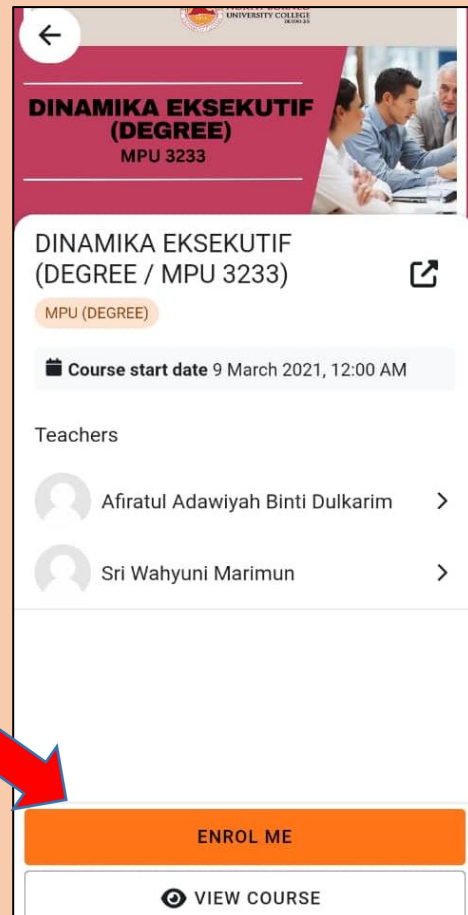 UNIVERSITY COLLEGE
DINAMIKA EKSEKUTIF
(DEGREE)
MPU 3233
DINAMIKA EKSEKUTIF
(DEGREE / MPU 3233)
MPU (DEGREE)
Course start date 9 March 2021, 12:00 AM
Teachers
Afiratul Adawiyah Binti Dulkarim
Sri Wahyuni Marimun
ENROL ME
VIEW COURSE